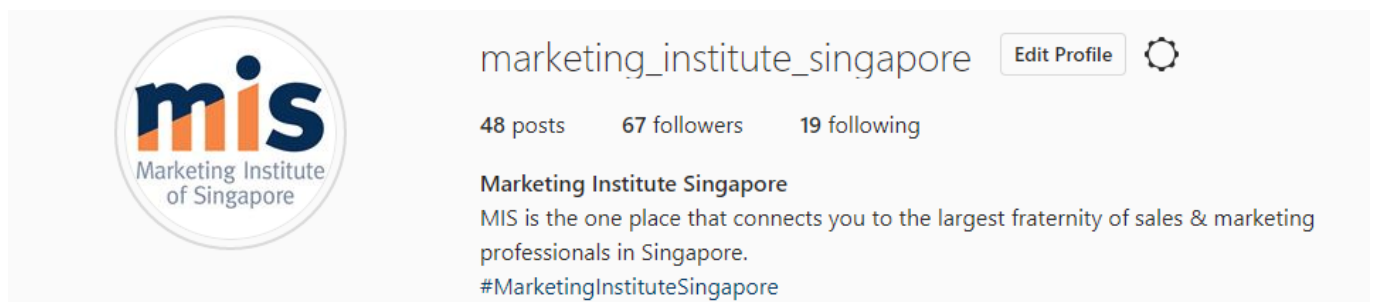 mis
Marketing Institute
of Singapore
marketing_institute_singapore Edit Profile
48 posts 67 followers 19 following
Marketing Institute Singapore
MIS is the one place that connects you to the largest fraternity of sales & marketing
professionals in Singapore.
#MarketingInstituteSingapore